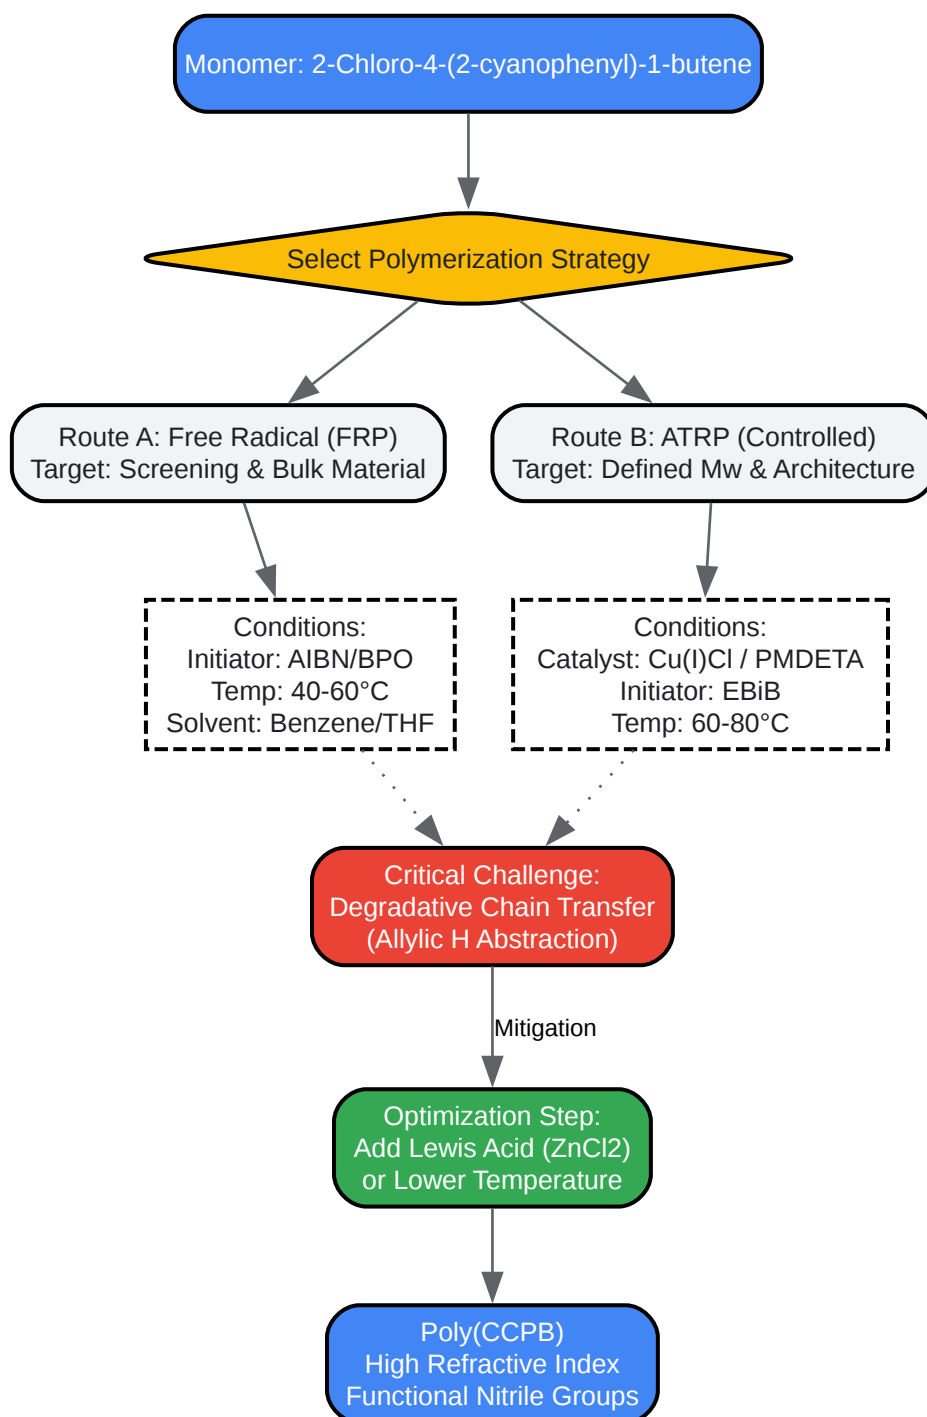 Monomer: 2-Chloro-4-(2-cyanophenyl)-1-butene
Select Polymerization Strategy
Route A: Free Radical (FRP)
Target: Screening & Bulk Material
Route B: ATRP (Controlled)
Target: Defined Mw & Architecture
Conditions:
Initiator: AIBN/BPO
Temp: 40-60°C
Solvent: Benzene/THF
Conditions:
Catalyst: Cu(I)Cl / PMDETA
Initiator: EBiB
Temp: 60-80°C
Critical Challenge:
Degradative Chain Transfer
(Allylic H Abstraction)
Mitigation
Optimization Step:
Add Lewis Acid (ZnCl2)
or Lower Temperature
Poly(CCPB)
High Refractive Index
Functional Nitrile Groups